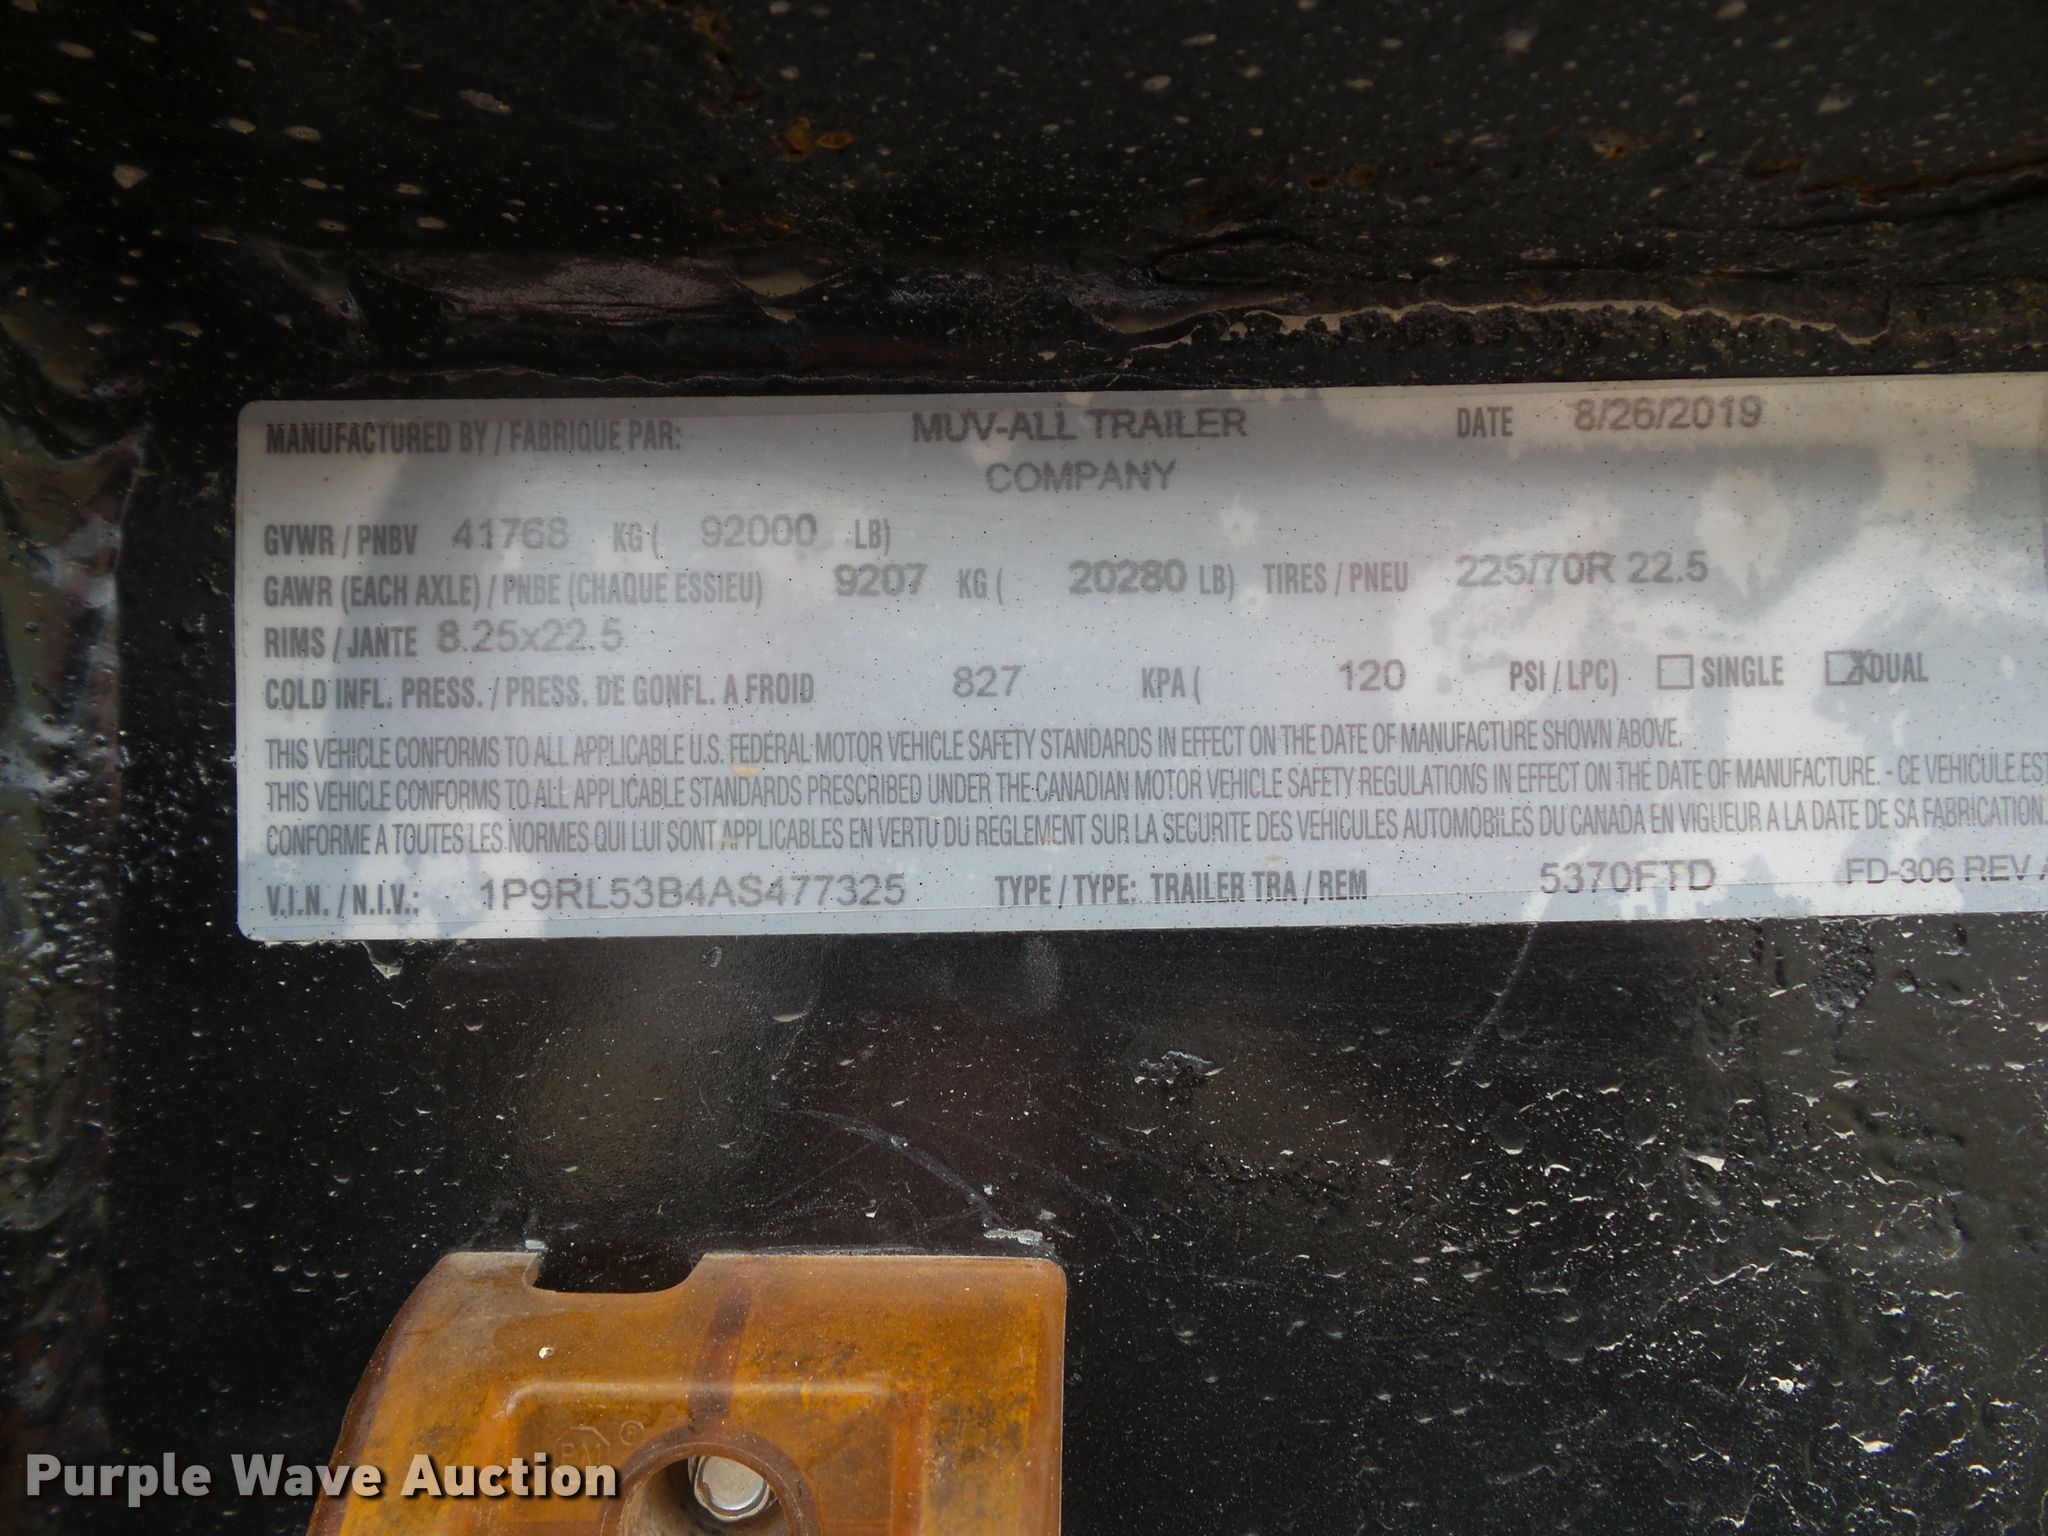 MANUFACTURED BY / FABRIQUE PAR: MUV-ALL TRAILER COMPANY DATE 8/26/2019
GVWR / PNBV 41768 KG ( 92000 LB)
GAWR (EACH AXLE) / PNBE (CHAQUE ESSIEU) 9207 KG ( 20280 LB) TIRES / PNEU 225/70R 22.5
RIMS / JANTE 8.25x22.5
COLD INFL. PRESS. / PRESS. DE GONFL. A FROID 827 KPA ( 120 PSI / LPC) ☐ SINGLE ☒ DUAL
THIS VEHICLE CONFORMS TO ALL APPLICABLE U.S. FEDERAL MOTOR VEHICLE SAFETY STANDARDS IN EFFECT ON THE DATE OF MANUFACTURE SHOWN ABOVE.
THIS VEHICLE CONFORMS TO ALL APPLICABLE STANDARDS PRESCRIBED UNDER THE CANADIAN MOTOR VEHICLE SAFETY REGULATIONS IN EFFECT ON THE DATE OF MANUFACTURE. - CE VEHICULE EST
CONFORME A TOUTES LES NORMES QUI LUI SONT APPLICABLES EN VERTU DU REGLEMENT SUR LA SECURITE DES VEHICULES AUTOMOBILES DU CANADA EN VIGUEUR A LA DATE DE SA FABRICATION.
V.I.N. / N.I.V.: 1P9RL53B4AS477325 TYPE / TYPE: TRAILER TRA / REM 5370FTD FD-306 REV A
Purple Wave Auction